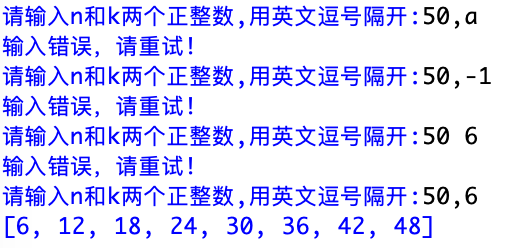 请输入n和k两个正整数,用英文逗号隔开:50,a
输入错误，请重试！
请输入n和k两个正整数,用英文逗号隔开:50,-1
输入错误，请重试！
请输入n和k两个正整数,用英文逗号隔开:50 6
输入错误，请重试！
请输入n和k两个正整数,用英文逗号隔开:50,6
[6, 12, 18, 24, 30, 36, 42, 48]